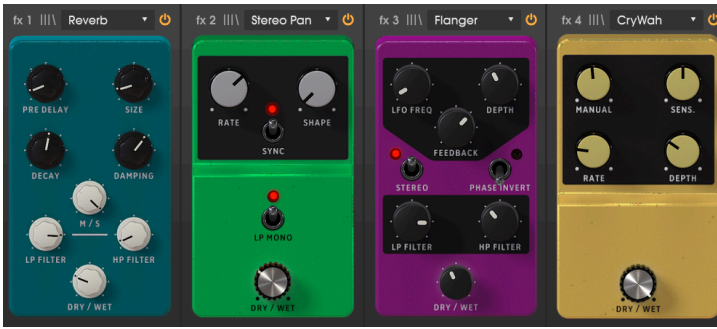 fx 1 Reverb
fx 2 Stereo Pan
fx 3 Flanger
fx 4 CryWah
PRE DELAY SIZE
DECAY DAMPING
M / S
LP FILTER HP FILTER
DRY / WET
RATE SHAPE
SYNC
LP MONO
DRY / WET
LFO FREQ DEPTH
FEEDBACK
STEREO PHASE INVERT
LP FILTER HP FILTER
DRY / WET
MANUAL SENS.
RATE DEPTH
DRY / WET